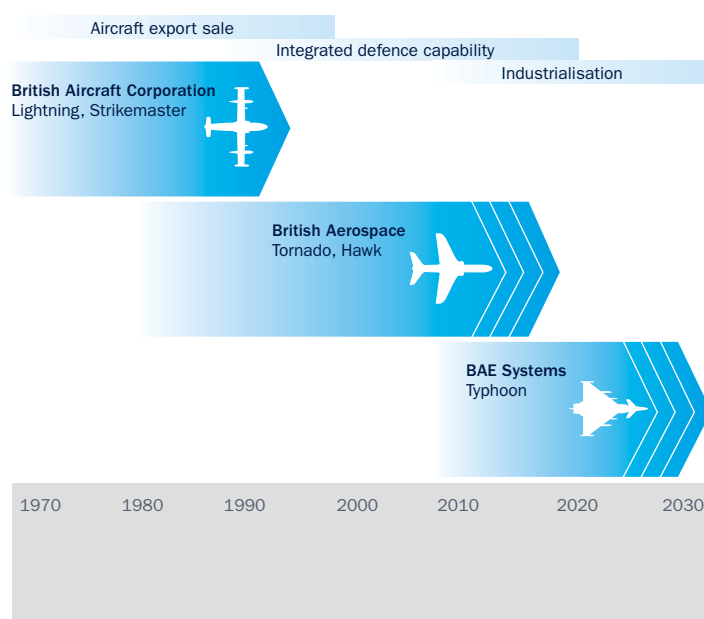 Aircraft export sale
Integrated defence capability
Industrialisation
British Aircraft Corporation
Lightning, Strikemaster
British Aerospace
Tornado, Hawk
BAE Systems
Typhoon
1970 1980 1990 2000 2010 2020 2030